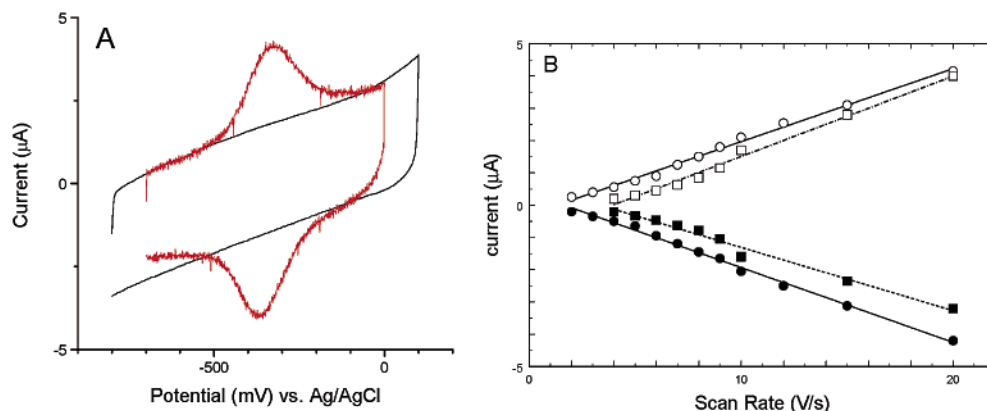 A
5
0
-5
Current (µA)
-500
0
Potential (mV) vs. Ag/AgCl
B
5
0
-5
current (µA)
0
10
20
Scan Rate (V/s)